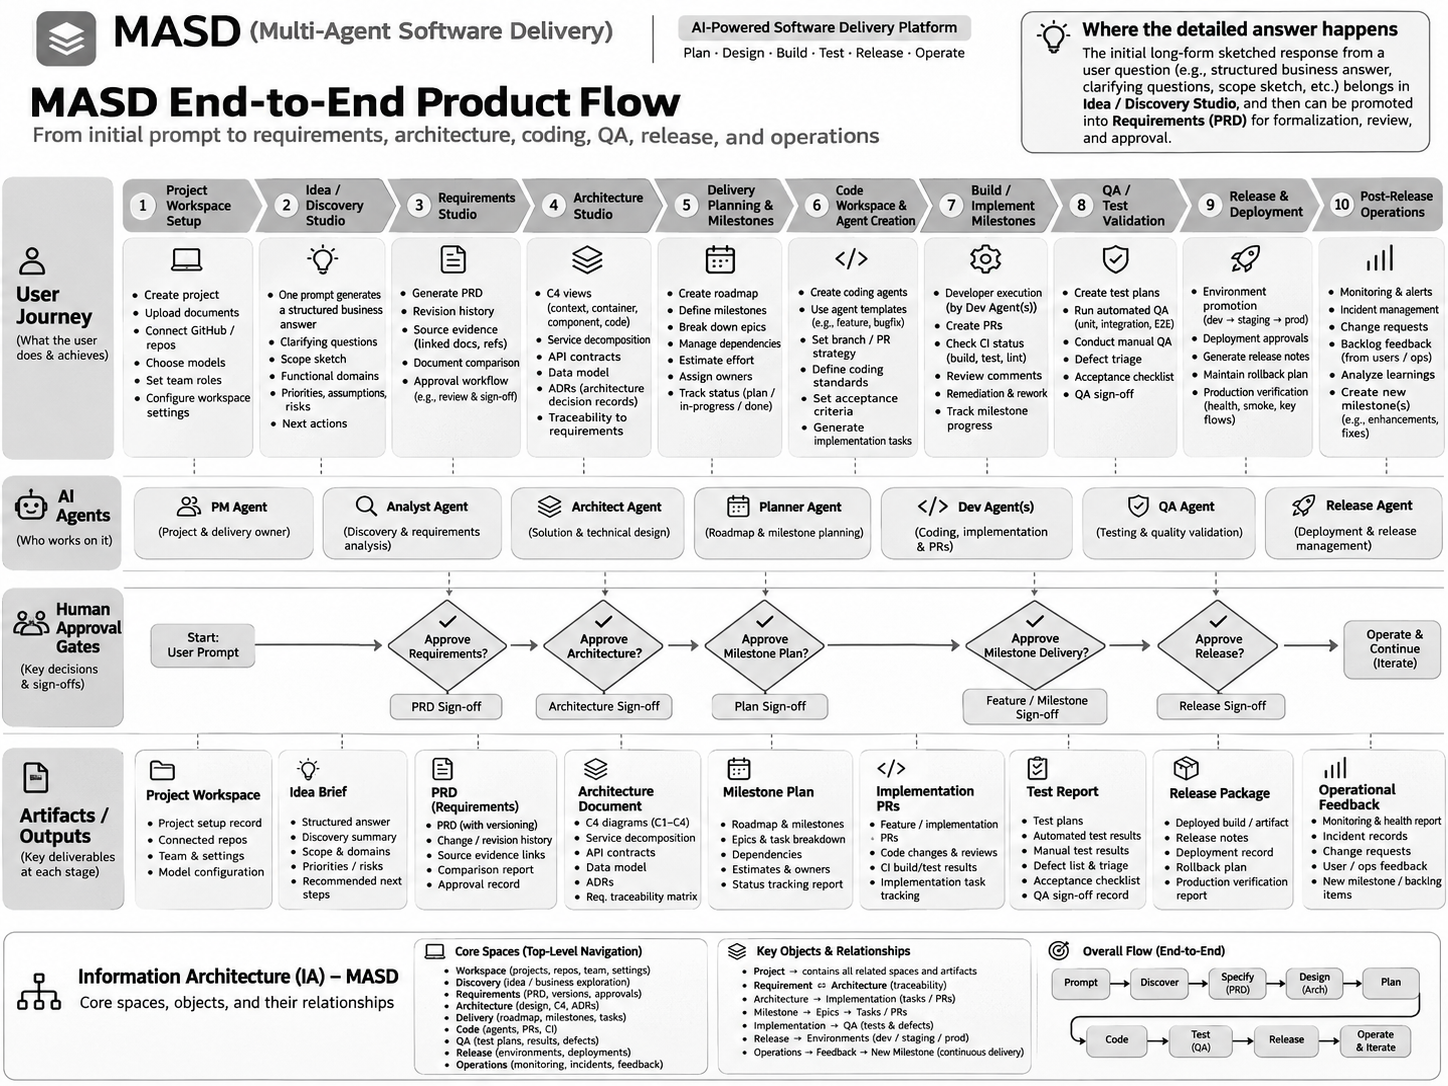 MASD (Multi-Agent Software Delivery)
AI-Powered Software Delivery Platform
Plan · Design · Build · Test · Release · Operate
MASD End-to-End Product Flow
From initial prompt to requirements, architecture, coding, QA, release, and operations
Where the detailed answer happens
The initial long-form sketched response from a
user question (e.g., structured business answer,
clarifying questions, scope sketch, etc.) belongs in
Idea / Discovery Studio, and then can be promoted
into Requirements (PRD) for formalization, review,
and approval.
User
Journey
(What the user
does & achieves)
1 Project
Workspace
Setup
• Create project
• Upload documents
• Connect GitHub /
repos
• Choose models
• Set team roles
• Configure workspace
settings
2 Idea /
Discovery
Studio
• One prompt generates
a structured business
answer
• Clarifying questions
• Scope sketch
• Functional domains
• Priorities, assumptions,
risks
• Next actions
3 Requirements
Studio
• Generate PRD
• Revision history
• Source evidence
(linked docs, refs)
• Document comparison
• Approval workflow
(e.g., review & sign-off)
4 Architecture
Studio
• C4 views
(context, container,
component, code)
• Service decomposition
• API contracts
• Data model
• ADRs (architecture
decision records)
• Traceability to
requirements
5 Delivery
Planning &
Milestones
• Create roadmap
• Define milestones
• Break down epics
• Manage dependencies
• Estimate effort
• Assign owners
• Track status (plan /
in-progress / done)
6 Code
Workspace &
Agent Creation
• Create coding agents
• Use agent templates
(e.g., feature, bugfix)
• Set branch / PR
strategy
• Define coding
standards
• Set acceptance
criteria
• Generate
implementation tasks
7 Build /
Implement
Milestones
• Developer execution
(by Dev Agent(s))
• Create PRs
• Check CI status
(build, test, lint)
• Review comments
• Remediation & rework
• Track milestone
progress
8 QA /
Test
Validation
• Create test plans
• Run automated QA
(unit, integration, E2E)
• Conduct manual QA
• Defect triage
• Acceptance checklist
• QA sign-off
9 Release &
Deployment
• Environment
promotion
(dev → staging → prod)
• Deployment approvals
• Generate release notes
• Maintain rollback plan
• Production verification
(health, smoke, key
flows)
10 Post-Release
Operations
• Monitoring & alerts
• Incident management
• Change requests
• Backlog feedback
(from users / ops)
• Analyze learnings
• Create new
milestone(s)
(e.g., enhancements,
fixes)
AI
Agents
(Who works on it)
PM Agent
(Project & delivery owner)
Analyst Agent
(Discovery & requirements
analysis)
Architect Agent
(Solution & technical design)
Planner Agent
(Roadmap & milestone planning)
Dev Agent(s)
(Coding, implementation
& PRs)
QA Agent
(Testing & quality validation)
Release Agent
(Deployment & release
management)
Human
Approval
Gates
(Key decisions
& sign-offs)
Start:
User Prompt
Approve
Requirements?
PRD Sign-off
Approve
Architecture?
Architecture Sign-off
Approve
Milestone Plan?
Plan Sign-off
Approve
Milestone Delivery?
Feature / Milestone
Sign-off
Approve
Release?
Release Sign-off
Operate &
Continue
(Iterate)
Artifacts /
Outputs
(Key deliverables
at each stage)
Project Workspace
• Project setup record
• Connected repos
• Team & settings
• Model configuration
Idea Brief
• Structured answer
• Discovery summary
• Scope & domains
• Priorities / risks
• Recommended next
steps
PRD
(Requirements)
• PRD (with versioning)
• Change / revision history
• Source evidence links
• Comparison report
• Approval record
Architecture
Document
• C4 diagrams (C1–C4)
• Service decomposition
• API contracts
• Data model
• ADRs
• Req. traceability matrix
Milestone Plan
• Roadmap & milestones
• Epics & task breakdown
• Dependencies
• Estimates & owners
• Status tracking report
Implementation
PRs
• Feature / implementation
• PRs
• Code changes & reviews
• CI build/test results
• Implementation task
tracking
Test Report
• Test plans
• Automated test results
• Manual test results
• Defect list & triage
• Acceptance checklist
• QA sign-off record
Release Package
• Deployed build / artifact
• Release notes
• Deployment record
• Rollback plan
• Production verification
report
Operational
Feedback
• Monitoring & health report
• Incident records
• Change requests
• User / ops feedback
• New milestone / backlng
items
Information Architecture (IA) – MASD
Core spaces, objects, and their relationships
Core Spaces (Top-Level Navigation)
• Workspace (projects, repos, team, settings)
• Discovery (idea / business exploration)
• Requirements (PRD, versions, approvals)
• Architecture (design, C4, ADRs)
• Delivery (roadmap, milestones, tasks)
• Code (agents, PRs, CI)
• QA (test plans, results, defects)
• Release (environments, deployments)
• Operations (monitoring, incidents, feedback)
Key Objects & Relationships
• Project → contains all related spaces and artifacts
• Requirement ⇔ Architecture (traceability)
• Architecture → Implementation (tasks / PRs)
• Milestone → Epics → Tasks / PRs
• Implementation → QA (tests & defects)
• Release → Environments (dev / staging / prod)
• Operations → Feedback → New Milestone (continuous delivery)
Overall Flow (End-to-End)
Prompt
Discover
Specify
(PRD)
Design
(Arch)
Plan
Code
Test
(QA)
Release
Operate
& Iterate